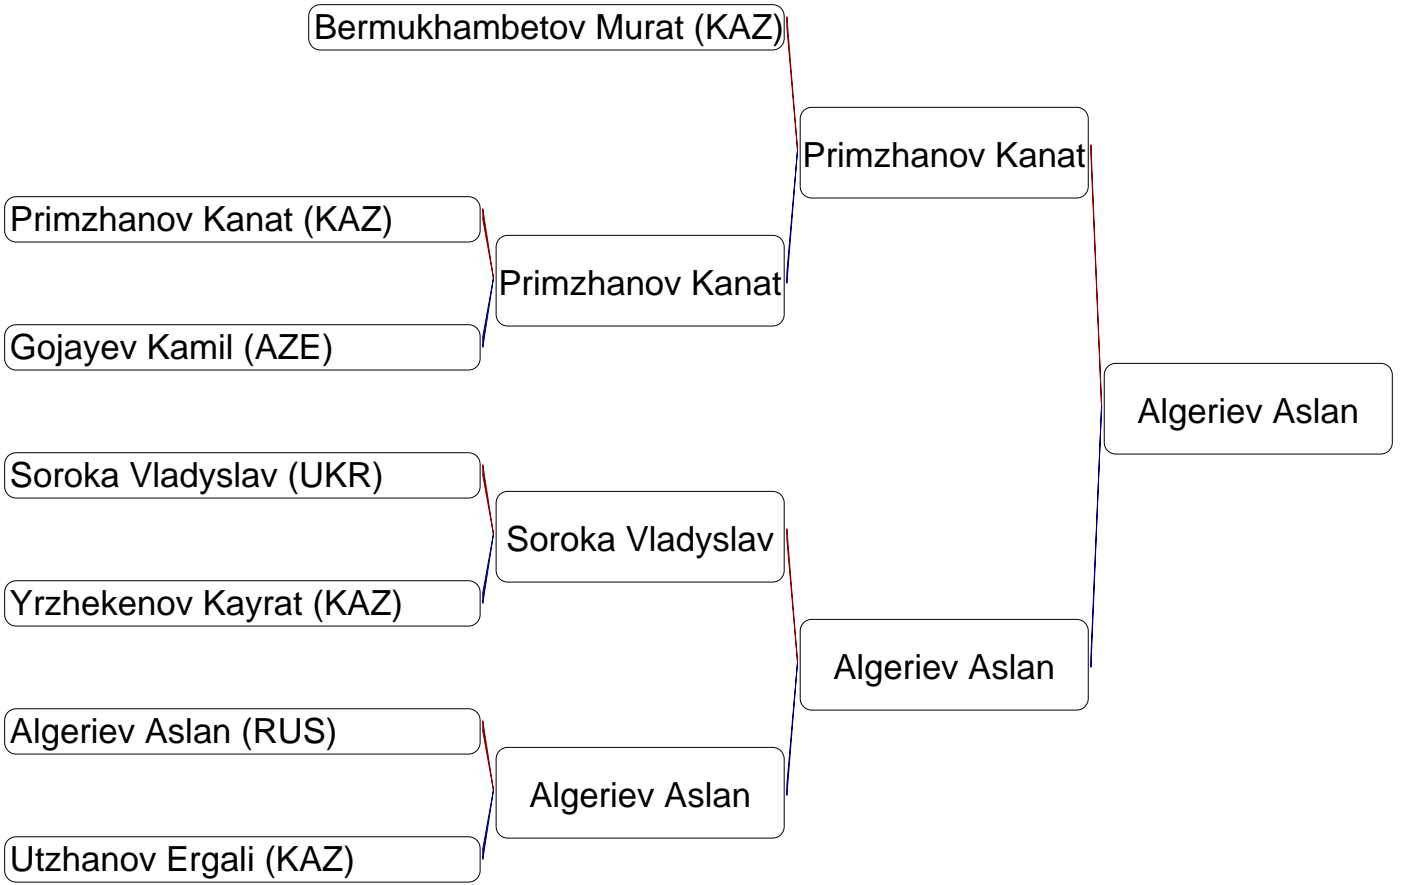 Bermukhambetov Murat (KAZ)
Primzhanov Kanat
Primzhanov Kanat (KAZ)
Primzhanov Kanat
Gojayev Kamil (AZE)
Algeriev Aslan
Soroka Vladyslav (UKR)
Soroka Vladyslav
Yrzhekenov Kayrat (KAZ)
Algeriev Aslan
Algeriev Aslan (RUS)
Algeriev Aslan
Utzhanov Ergali (KAZ)